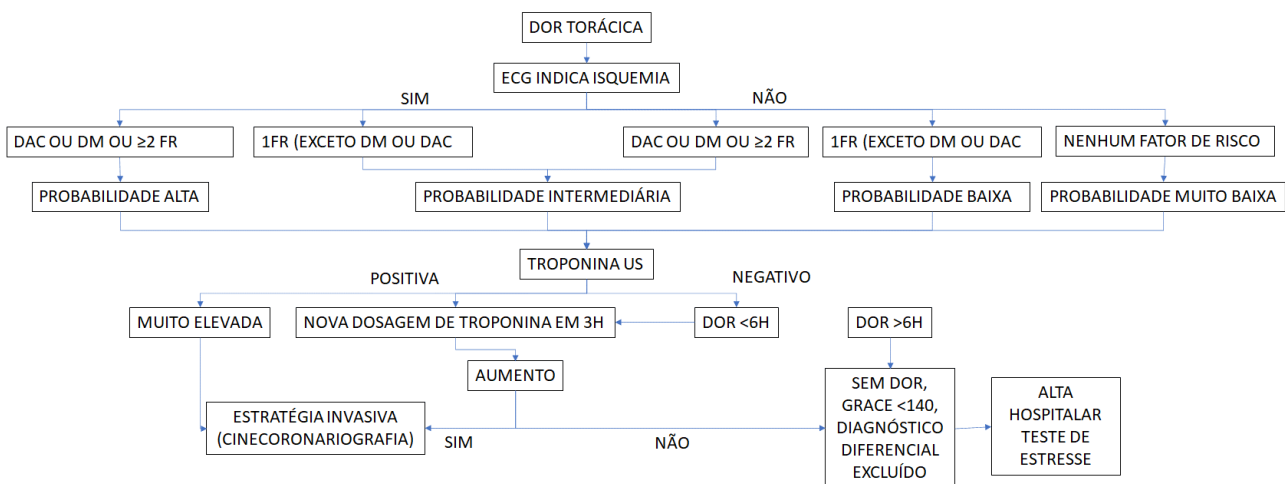 DOR TORÁCICA
ECG INDICA ISQUEMIA
SIM
NÃO
DAC OU DM OU ≥2 FR
1FR (EXCETO DM OU DAC
DAC OU DM OU ≥2 FR
1FR (EXCETO DM OU DAC
NENHUM FATOR DE RISCO
PROBABILIDADE ALTA
PROBABILIDADE INTERMEDIÁRIA
PROBABILIDADE BAIXA
PROBABILIDADE MUITO BAIXA
TROPONINA US
POSITIVA
NEGATIVO
MUITO ELEVADA
NOVA DOSAGEM DE TROPONINA EM 3H
DOR <6H
DOR >6H
AUMENTO
ESTRATÉGIA INVASIVA
(CINECORONARIOGRAFIA)
SIM
NÃO
SEM DOR,
GRACE <140,
DIAGNÓSTICO
DIFERENCIAL
EXCLUÍDO
ALTA
HOSPITALAR
TESTE DE
ESTRESSE